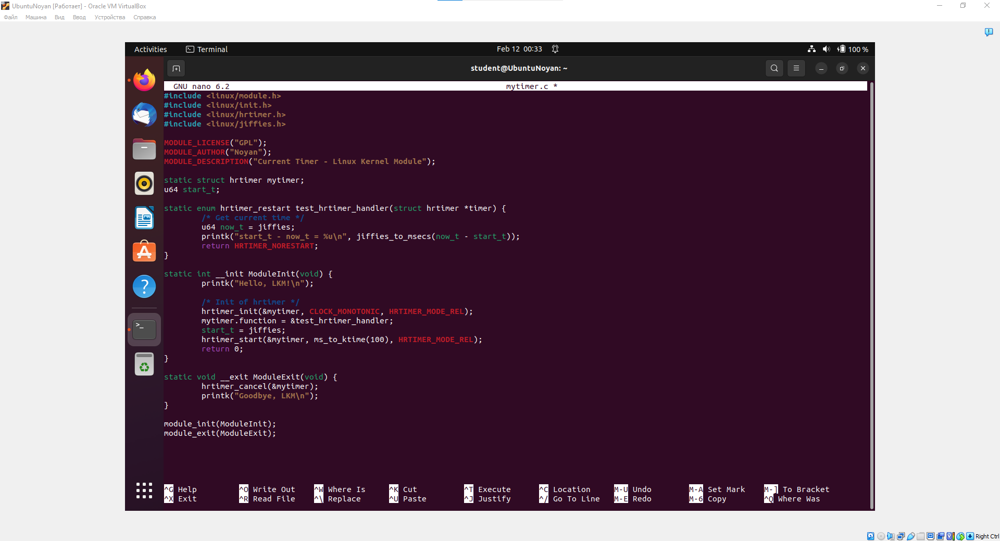 UbuntuNoyan [Работает] - Oracle VM VirtualBox
Файл Машина Вид Ввод Устройства Справка
Activities Terminal Feb 12 00:33 100 %
student@UbuntuNoyan: ~
GNU nano 6.2 mytimer.c *
#include <linux/module.h>
#include <linux/init.h>
#include <linux/hrtimer.h>
#include <linux/jiffies.h>
MODULE_LICENSE("GPL");
MODULE_AUTHOR("Noyan");
MODULE_DESCRIPTION("Current Timer - Linux Kernel Module");
static struct hrtimer mytimer;
u64 start_t;
static enum hrtimer_restart test_hrtimer_handler(struct hrtimer *timer) {
/* Get current time */
u64 now_t = jiffies;
printk("start_t - now_t = %u\n", jiffies_to_msecs(now_t - start_t));
return HRTIMER_NORESTART;
}
static int __init ModuleInit(void) {
printk("Hello, LKM!\n");
/* Init of hrtimer */
hrtimer_init(&mytimer, CLOCK_MONOTONIC, HRTIMER_MODE_REL);
mytimer.function = &test_hrtimer_handler;
start_t = jiffies;
hrtimer_start(&mytimer, ms_to_ktime(100), HRTIMER_MODE_REL);
return 0;
}
static void __exit ModuleExit(void) {
hrtimer_cancel(&mytimer);
printk("Goodbye, LKM\n");
}
module_init(ModuleInit);
module_exit(ModuleExit);
^G Help ^O Write Out ^W Where Is ^K Cut ^T Execute ^C Location M-U Undo M-A Set Mark M-] To Bracket
^X Exit ^R Read File ^\ Replace ^U Paste ^J Justify ^/ Go To Line M-E Redo M-6 Copy ^Q Where Was
Right Ctrl